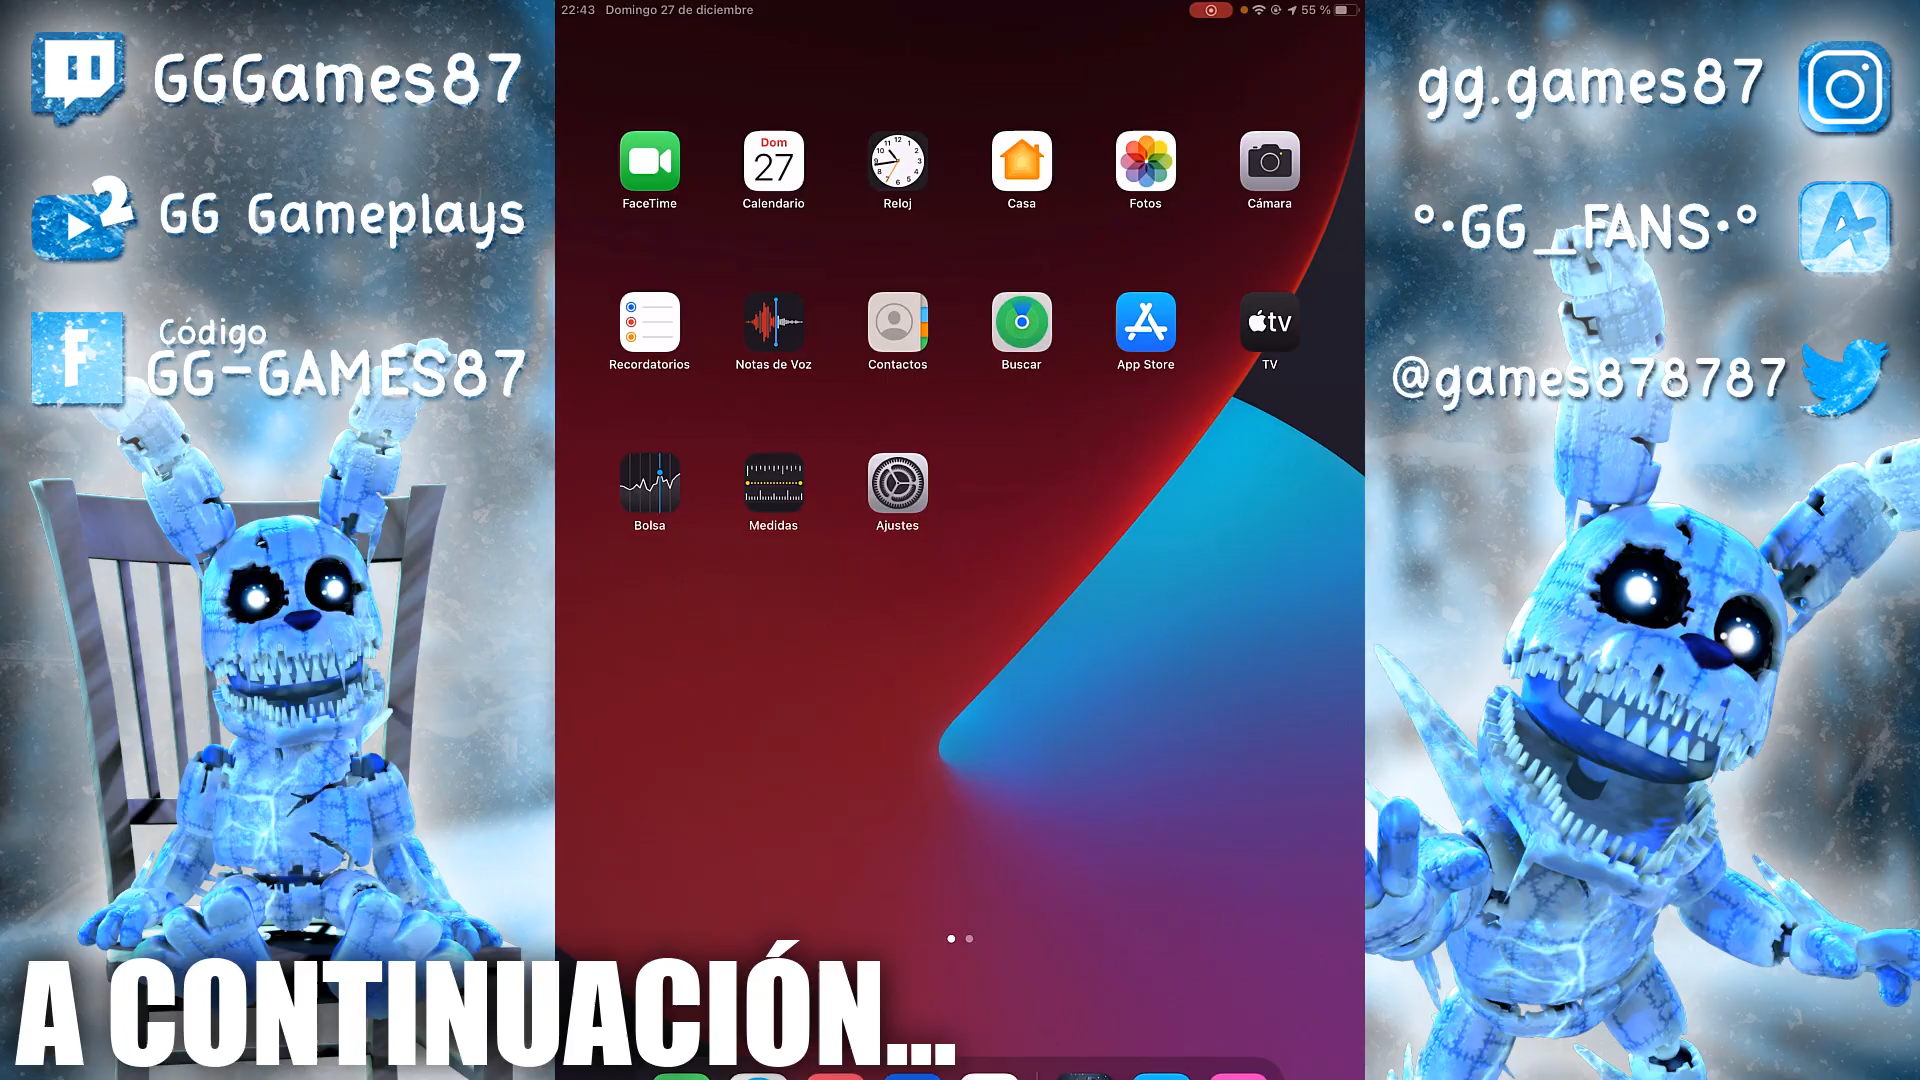 GGGames87
GG Gameplays
2
Código
GG-GAMES87
22:43 Domingo 27 de diciembre
55 %
FaceTime
Dom
27
Calendario
Reloj
Casa
Fotos
Cámara
Recordatorios
Notas de Voz
Contactos
Buscar
App Store
tv
TV
Bolsa
Medidas
Ajustes
gg.games87
°·GG__FANS·°
@games878787
A CONTINUACIÓN...